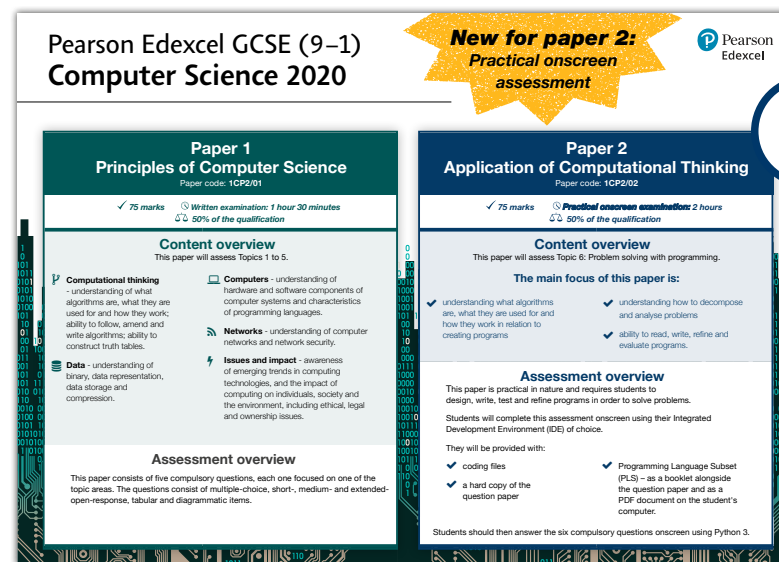 Pearson Edexcel GCSE (9–1)
Computer Science 2020
New for paper 2:
Practical onscreen
assessment
Pearson
Edexcel
Paper 1
Principles of Computer Science
Paper code: 1CP2/01
75 marks
Written examination: 1 hour 30 minutes
50% of the qualification
Content overview
This paper will assess Topics 1 to 5.
Computational thinking
- understanding of what
algorithms are, what they are
used for and how they work;
ability to follow, amend and
write algorithms; ability to
construct truth tables.
Data - understanding of
binary, data representation,
data storage and
compression.
Computers - understanding of
hardware and software components of
computer systems and characteristics
of programming languages.
Networks - understanding of computer
networks and network security.
Issues and impact - awareness
of emerging trends in computing
technologies, and the impact of
computing on individuals, society and
the environment, including ethical, legal
and ownership issues.
Assessment overview
This paper consists of five compulsory questions, each one focused on one of the
topic areas. The questions consist of multiple-choice, short-, medium- and extended-
open-response, tabular and diagrammatic items.
Paper 2
Application of Computational Thinking
Paper code: 1CP2/02
75 marks
Practical onscreen examination: 2 hours
50% of the qualification
Content overview
This paper will assess Topic 6: Problem solving with programming.
The main focus of this paper is:
understanding what algorithms
are, what they are used for and
how they work in relation to
creating programs
understanding how to decompose
and analyse problems
ability to read, write, refine and
evaluate programs.
Assessment overview
This paper is practical in nature and requires students to
design, write, test and refine programs in order to solve problems.
Students will complete this assessment onscreen using their Integrated
Development Environment (IDE) of choice.
They will be provided with:
coding files
a hard copy of the
question paper
Programming Language Subset
(PLS) – as a booklet alongside
the question paper and as a
PDF document on the student's
computer.
Students should then answer the six compulsory questions onscreen using Python 3.